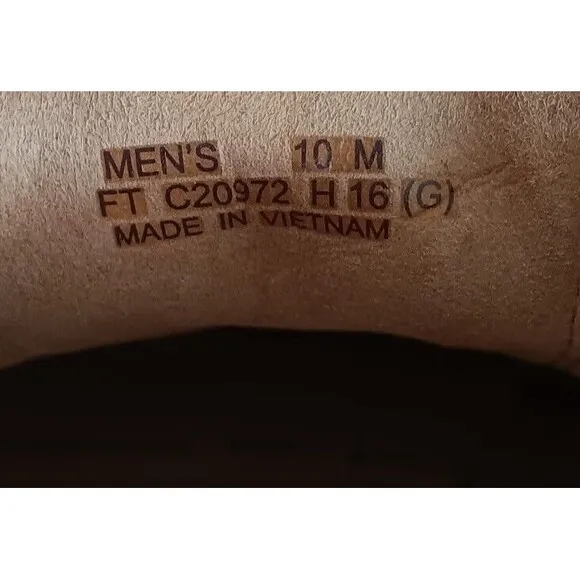 MEN'S 10 M
FT C20972 H 16 (G)
MADE IN VIETNAM